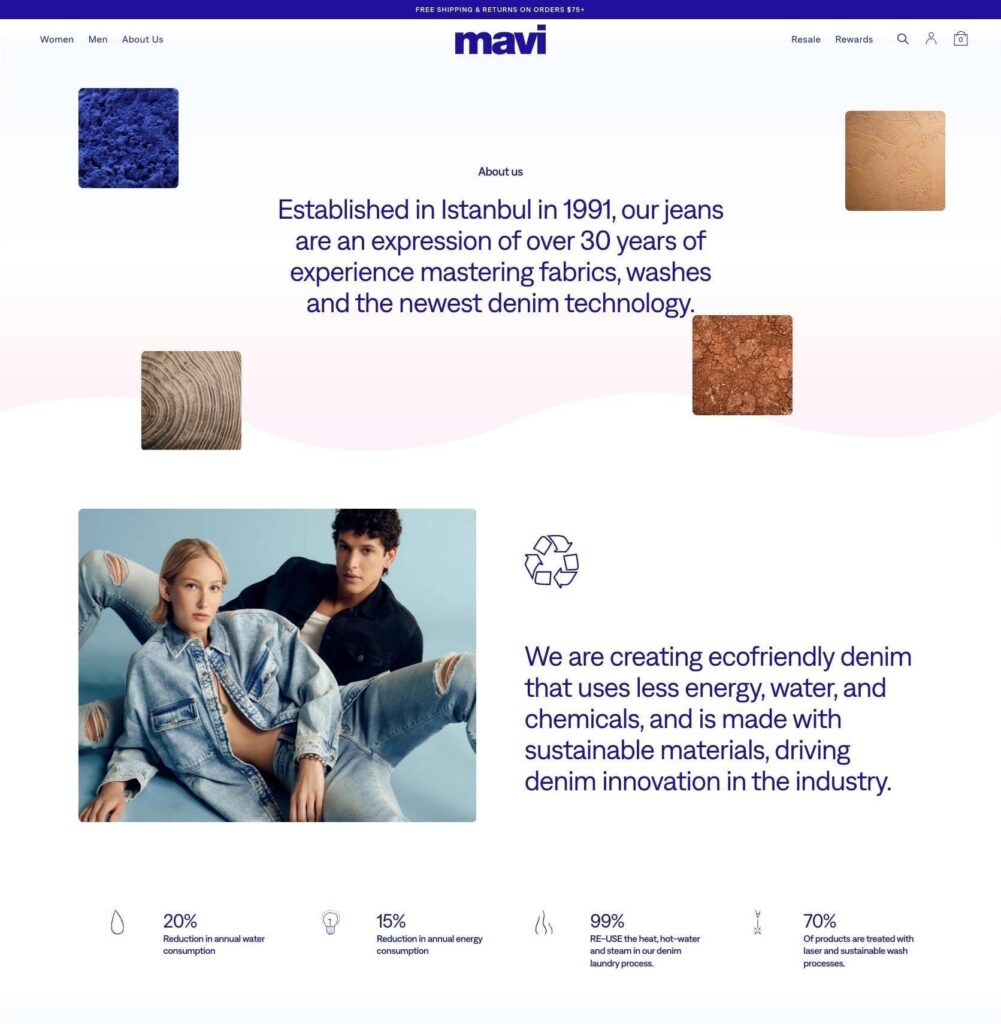 FREE SHIPPING & RETURNS ON ORDERS $75+
Women Men About Us
mavi
Resale Rewards
0
About us
Established in Istanbul in 1991, our jeans
are an expression of over 30 years of
experience mastering fabrics, washes
and the newest denim technology.
We are creating ecofriendly denim
that uses less energy, water, and
chemicals, and is made with
sustainable materials, driving
denim innovation in the industry.
20%
Reduction in annual water
consumption
15%
Reduction in annual energy
consumption
99%
RE-USE the heat, hot-water
and steam in our denim
laundry process.
70%
Of products are treated with
laser and sustainable wash
processes.